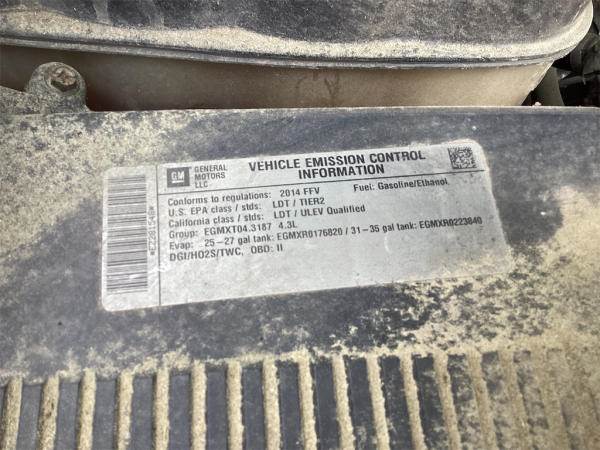 GM
GENERAL
MOTORS
LLC.
VEHICLE EMISSION CONTROL
INFORMATION
Conforms to regulations: 2014 FFV Fuel: Gasoline/Ethanol
U.S. EPA class / stds: LDT / TIER2
California class / stds: LDT / ULEV Qualified
Group: EGMXT04.3187 4.3L
Evap: 25-27 gal tank: EGMXR0176820 / 31-35 gal tank: EGMXR0223840
DGI/HO2S/TWC, OBD: II